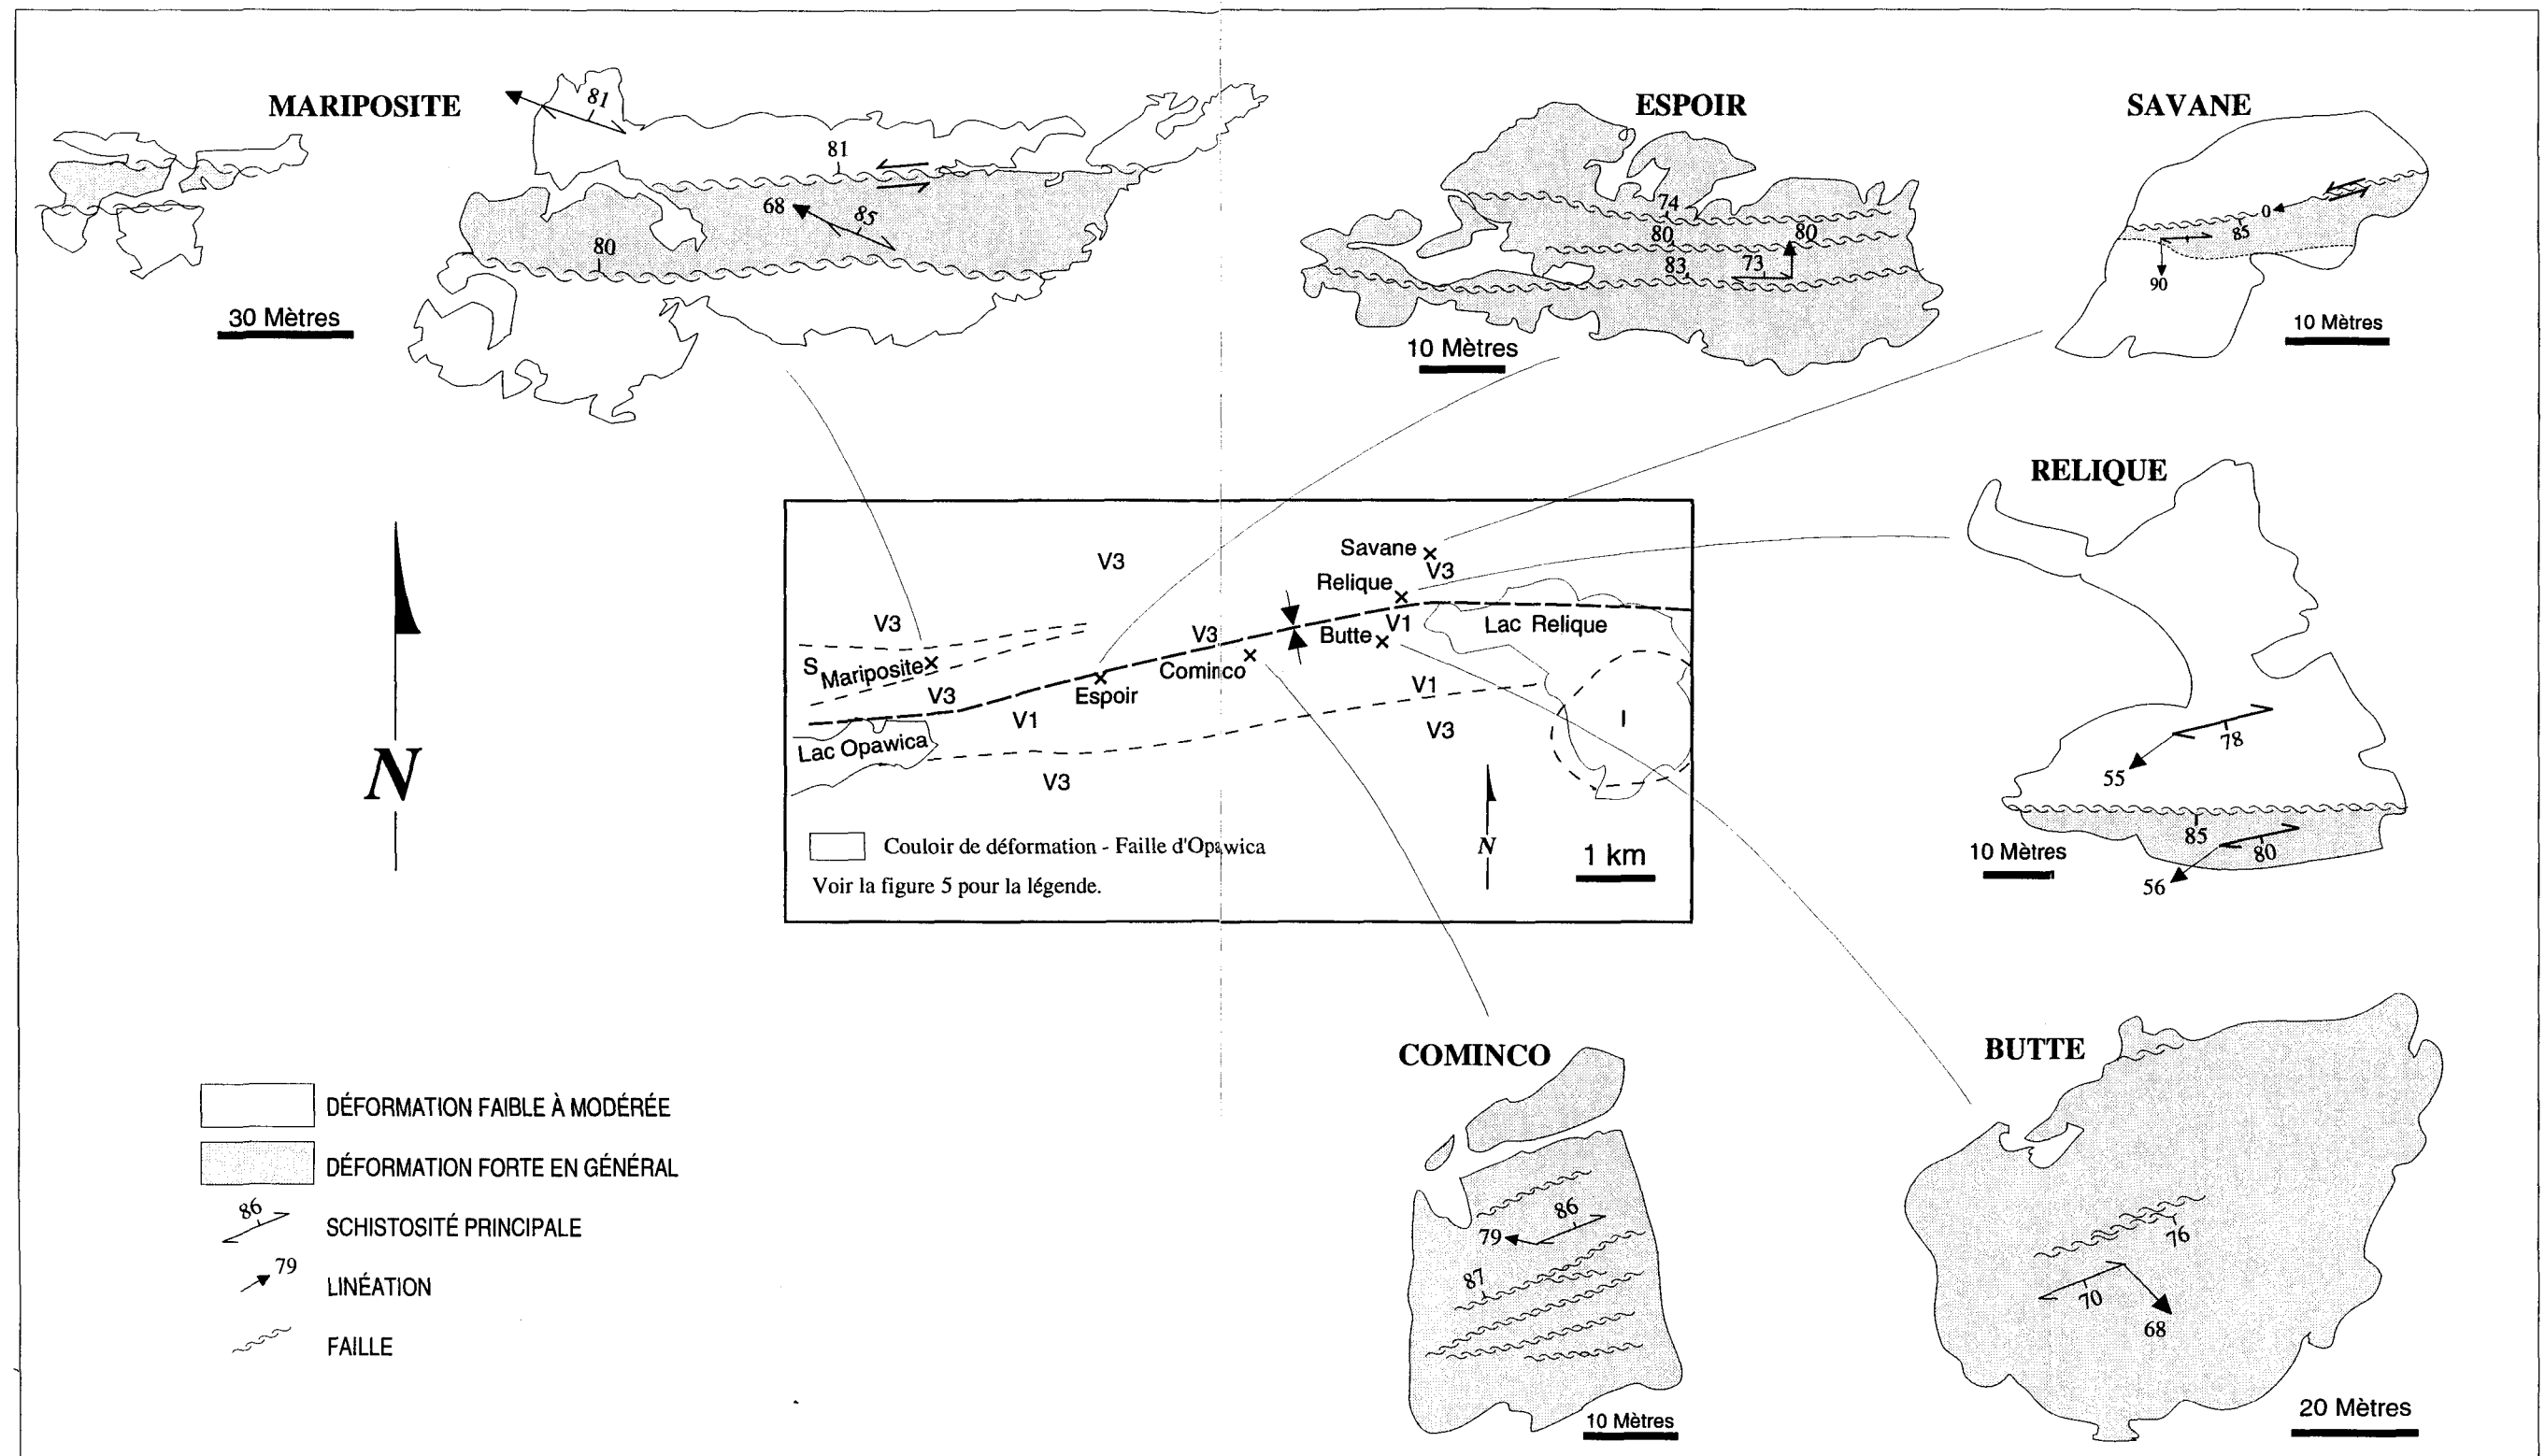 MARIPOSITE
81
81
68
85
80
30 Mètres
ESPOIR
74
80
80
83
73
10 Mètres
SAVANE
0
85
90
10 Mètres
RELIQUE
78
55
85
80
56
10 Mètres
N
V3
Savane
V3
Relique
V3
V3
Butte
V1
Lac Relique
S
Mariposite
Cominco
V3
Espoir
V1
V1
I
V3
Lac Opawica
V3
Couloir de déformation - Faille d'Opawica
Voir la figure 5 pour la légende.
N
1 km
DÉFORMATION FAIBLE À MODÉRÉE
DÉFORMATION FORTE EN GÉNÉRAL
86
SCHISTOSITÉ PRINCIPALE
79
LINÉATION
FAILLE
COMINCO
86
79
87
10 Mètres
BUTTE
76
70
68
20 Mètres